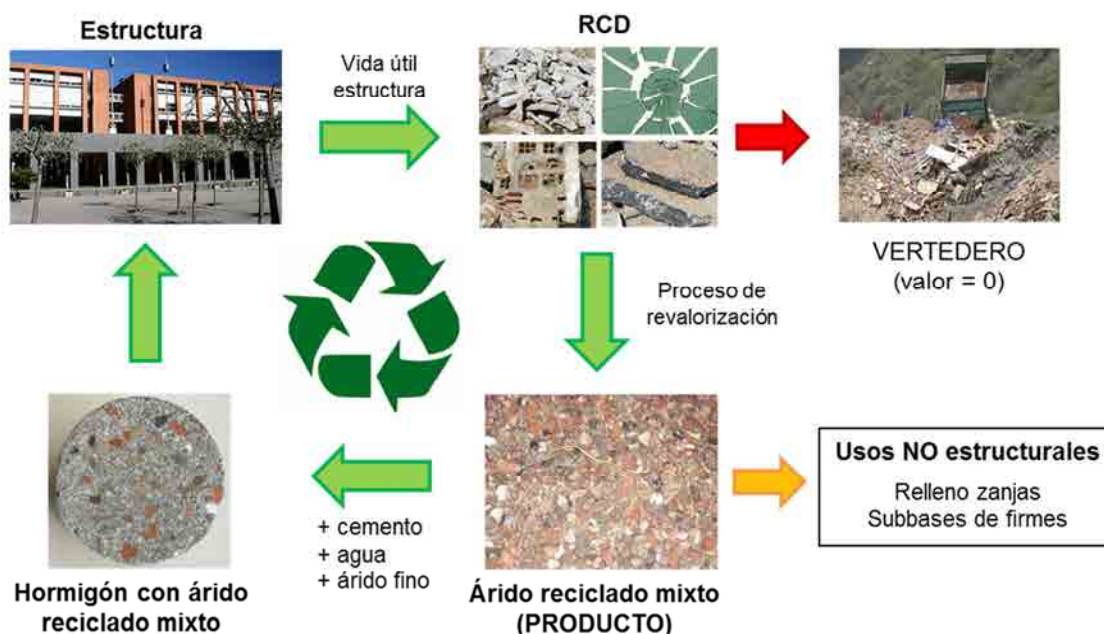 Estructura
Vida útil
estructura
RCD
VERTEDERO
(valor = 0)
Proceso de
revalorización
Hormigón con árido
reciclado mixto
+ cemento
+ agua
+ árido fino
Árido reciclado mixto
(PRODUCTO)
Usos NO estructurales
Relleno zanjas
Subbases de firmes